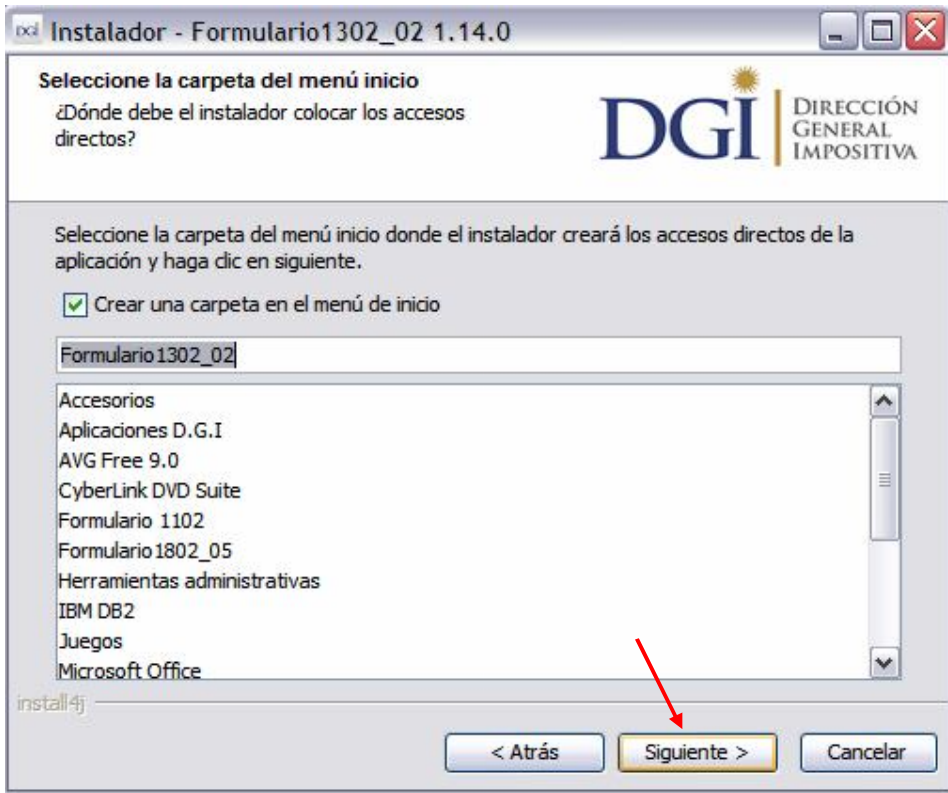 DGI Instalador - Formulario1302_02 1.14.0
Seleccione la carpeta del menú inicio
¿Dónde debe el instalador colocar los accesos
directos?
DGI
DIRECCIÓN
GENERAL
IMPOSITIVA
Seleccione la carpeta del menú inicio donde el instalador creará los accesos directos de la
aplicación y haga clic en siguiente.
Crear una carpeta en el menú de inicio
Formulario1302_02
Accesorios
Aplicaciones D.G.I
AVG Free 9.0
CyberLink DVD Suite
Formulario 1102
Formulario1802_05
Herramientas administrativas
IBM DB2
Juegos
Microsoft Office
install4j
< Atrás
Siguiente >
Cancelar